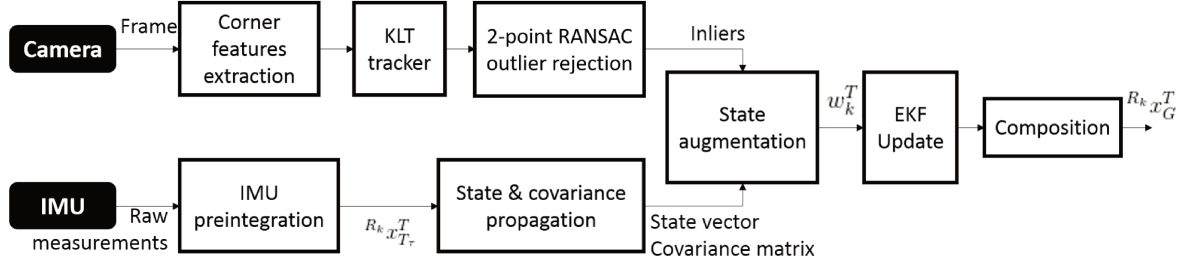 Camera
Frame
Corner
features
extraction
KLT
tracker
2-point RANSAC
outlier rejection
Inliers
State
augmentation
w_k^T
EKF
Update
Composition
^{R_k}x_G^T
IMU
Raw
measurements
IMU
preintegration
^{R_k}x_{T_τ}^T
State & covariance
propagation
State vector
Covariance matrix